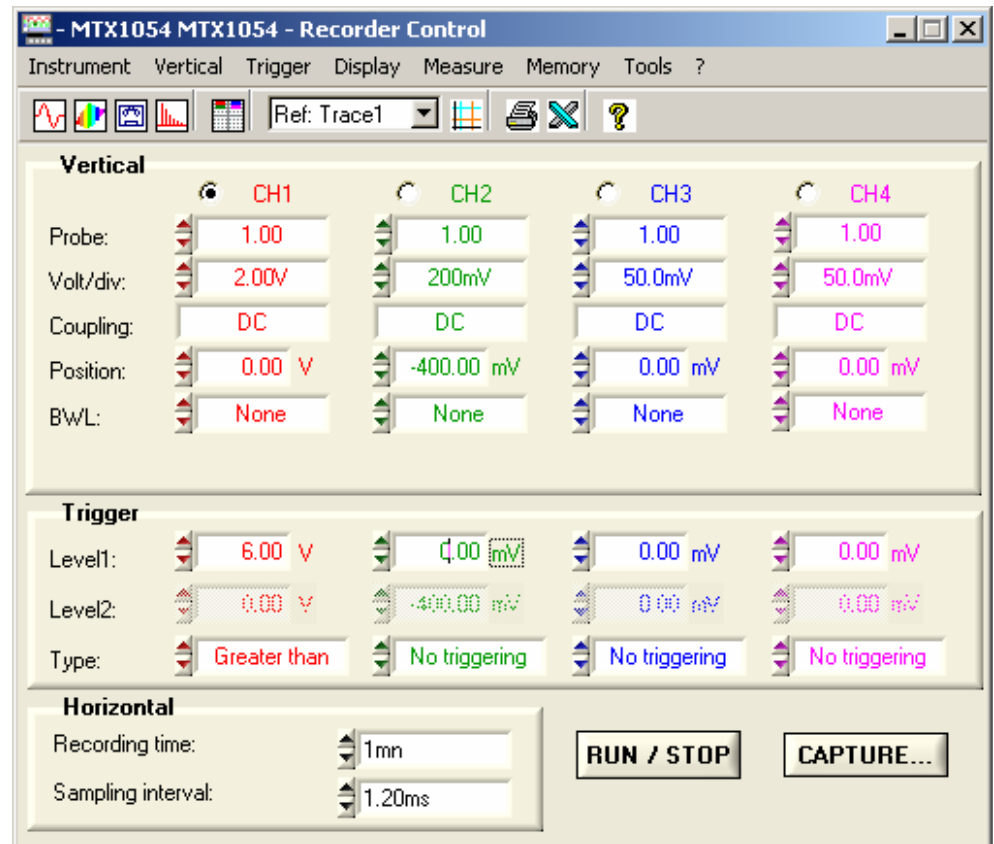 - MTX1054 MTX1054 - Recorder Control
Instrument Vertical Trigger Display Measure Memory Tools ?
Ref: Trace1
Vertical
CH1 CH2 CH3 CH4
Probe: 1.00 1.00 1.00 1.00
Volt/div: 2.00V 200mV 50.0mV 50.0mV
Coupling: DC DC DC DC
Position: 0.00 V -400.00 mV 0.00 mV 0.00 mV
BWL: None None None None
Trigger
Level1: 6.00 V 0.00 mV 0.00 mV 0.00 mV
Level2: 0.00 V -400.00 mV 0.00 mV 0.00 mV
Type: Greater than No triggering No triggering No triggering
Horizontal
Recording time: 1mn
RUN / STOP CAPTURE...
Sampling interval: 1.20ms